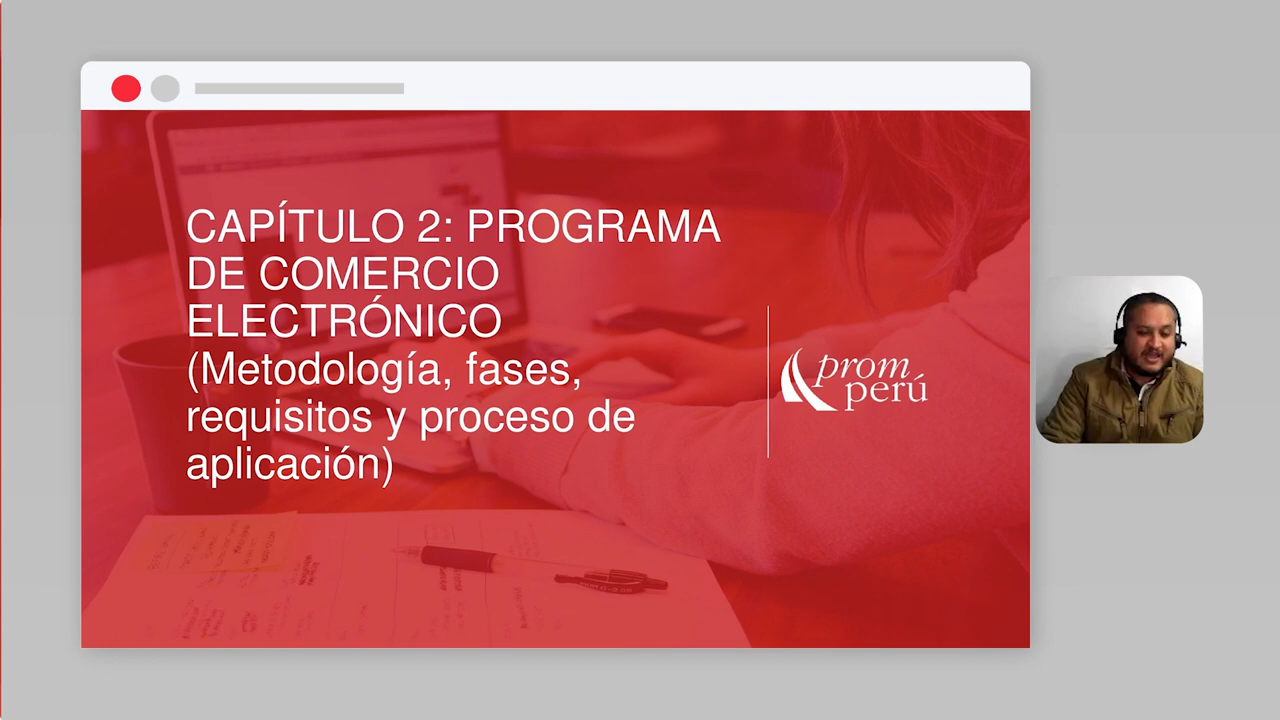 CAPÍTULO 2: PROGRAMA
DE COMERCIO
ELECTRÓNICO
(Metodología, fases,
requisitos y proceso de
aplicación)
prom
perú